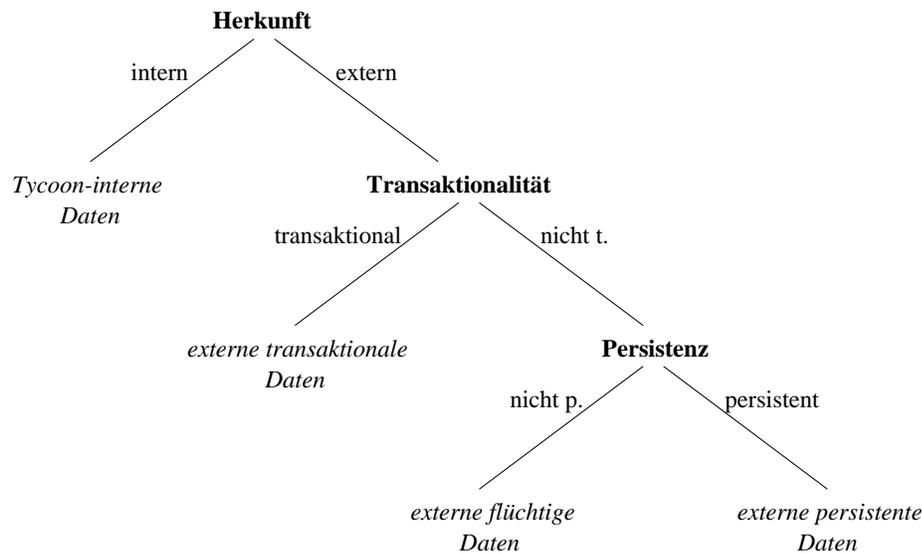 Herkunft
intern
extern
Tycoon-interne
Daten
Transaktionalität
transaktional
nicht t.
externe transaktionale
Daten
Persistenz
nicht p.
persistent
externe flüchtige
Daten
externe persistente
Daten